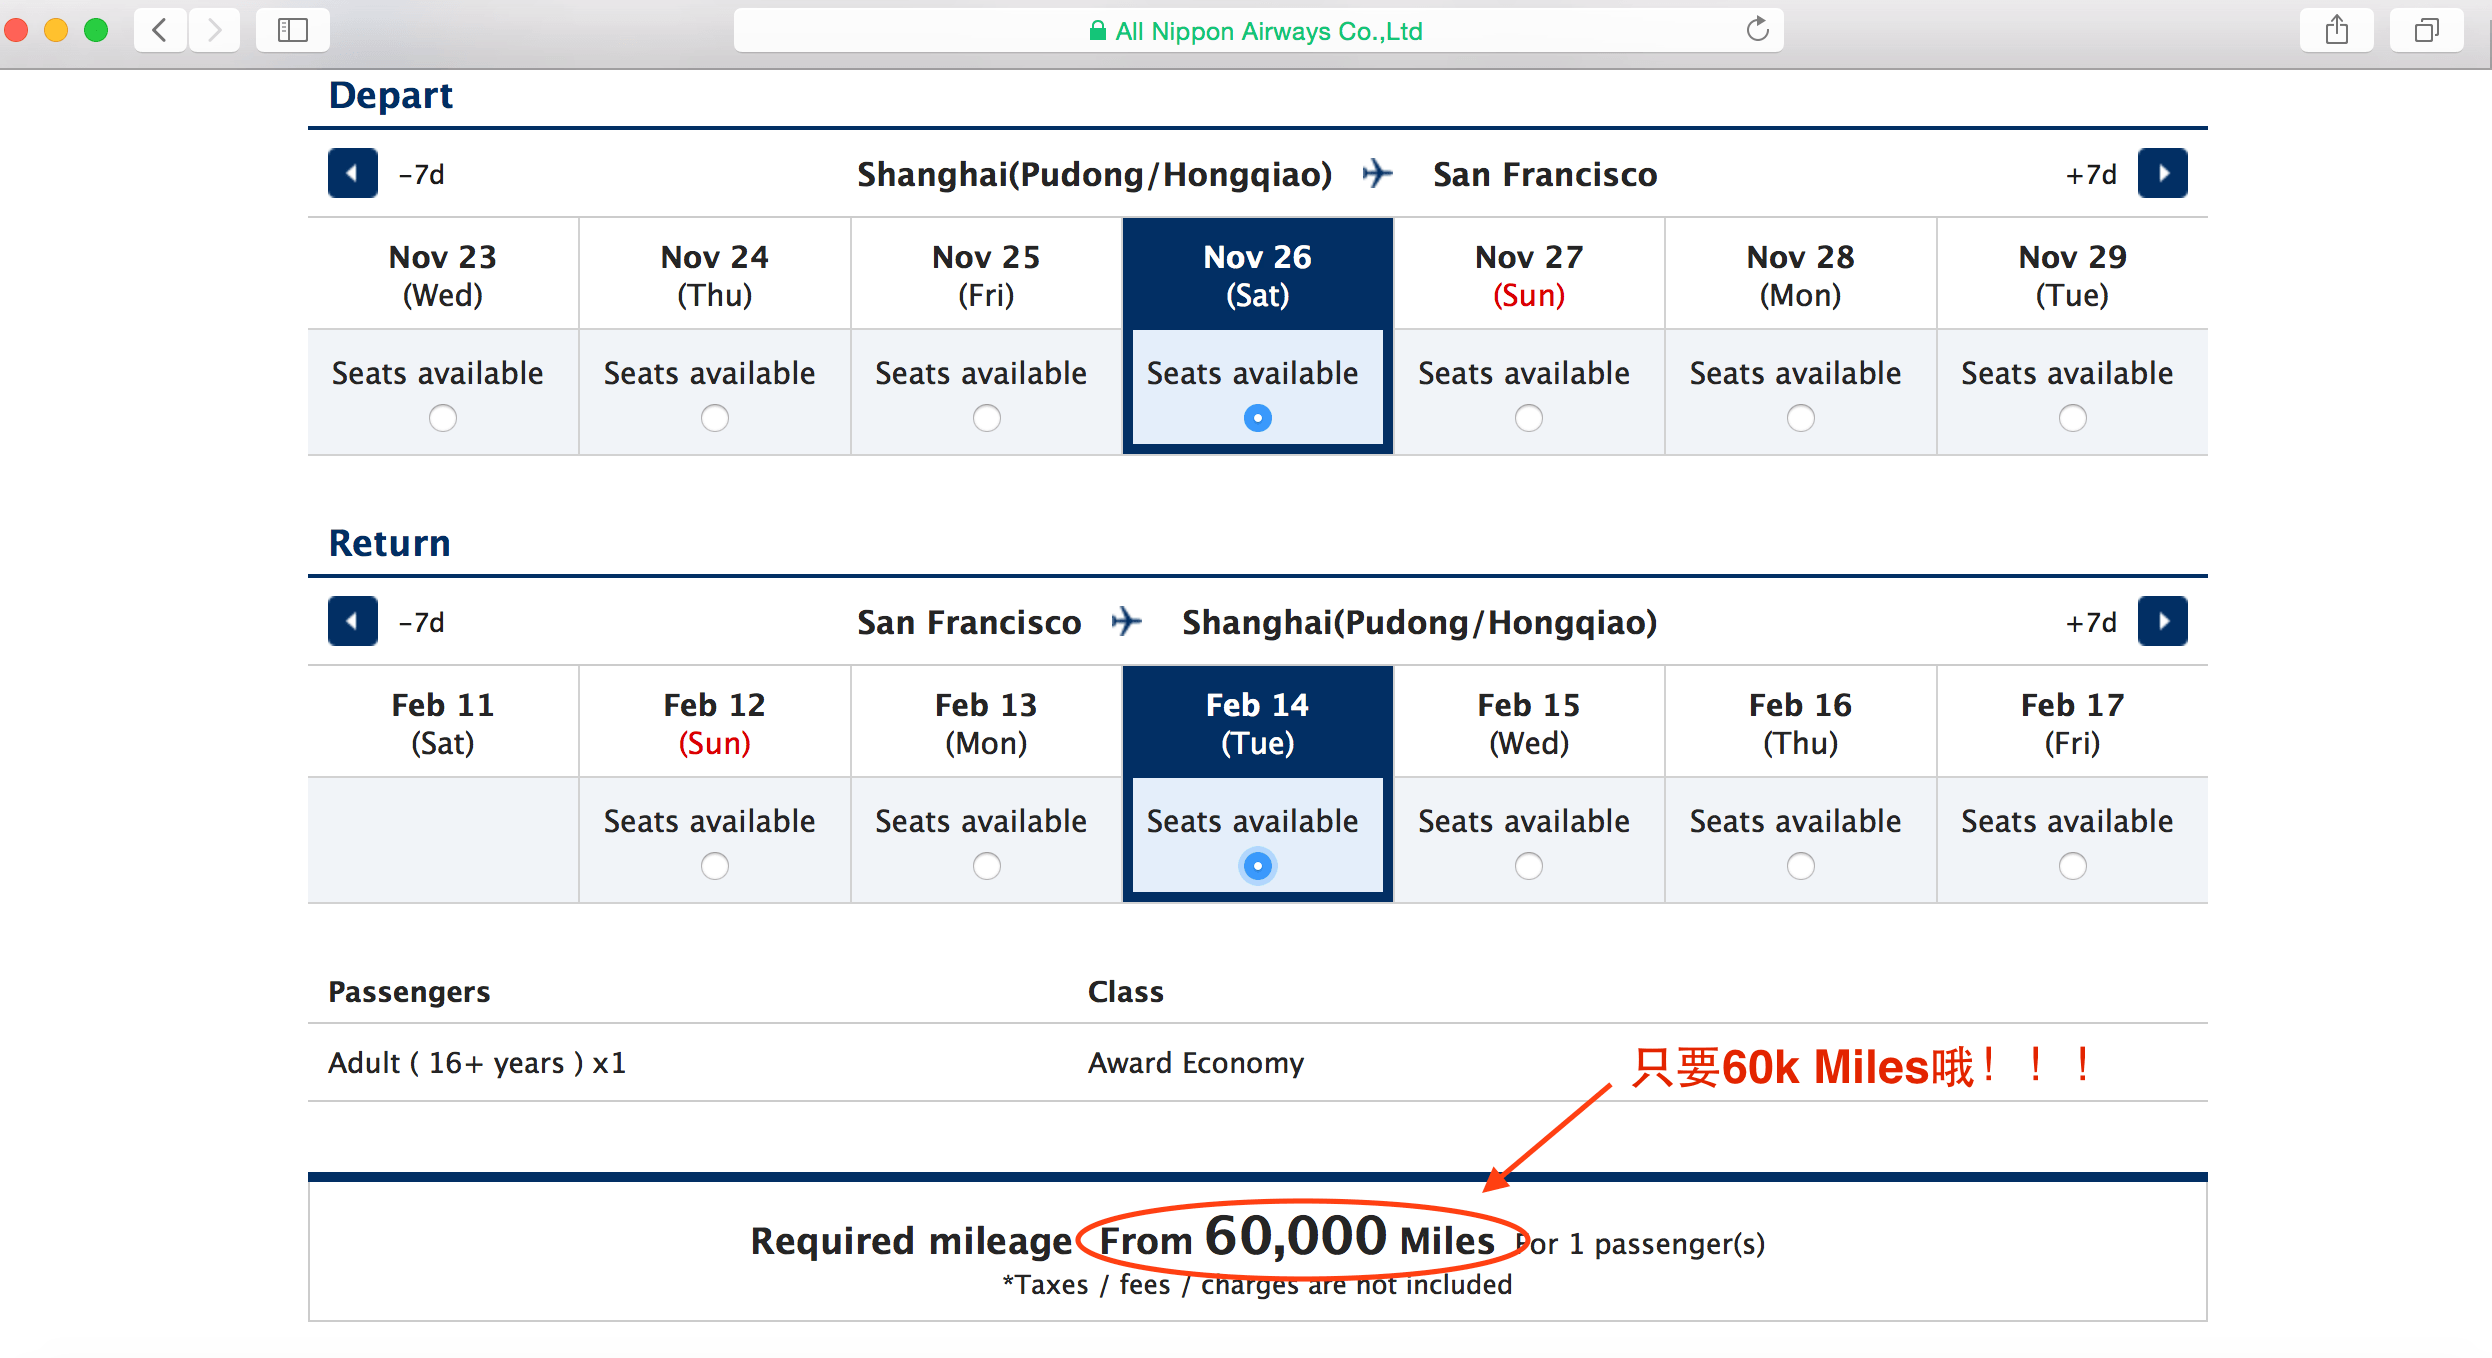 All Nippon Airways Co.,Ltd
Depart
-7d Shanghai(Pudong/Hongqiao) San Francisco +7d
Nov 23 Nov 24 Nov 25 Nov 26 Nov 27 Nov 28 Nov 29
(Wed) (Thu) (Fri) (Sat) (Sun) (Mon) (Tue)
Seats available Seats available Seats available Seats available Seats available Seats available Seats available
Return
-7d San Francisco Shanghai(Pudong/Hongqiao) +7d
Feb 11 Feb 12 Feb 13 Feb 14 Feb 15 Feb 16 Feb 17
(Sat) (Sun) (Mon) (Tue) (Wed) (Thu) (Fri)
Seats available Seats available Seats available Seats available Seats available Seats available
Passengers Class
Adult ( 16+ years ) x1 Award Economy
只要60k Miles哦！！！
Required mileage From 60,000 Miles For 1 passenger(s)
*Taxes / fees / charges are not included